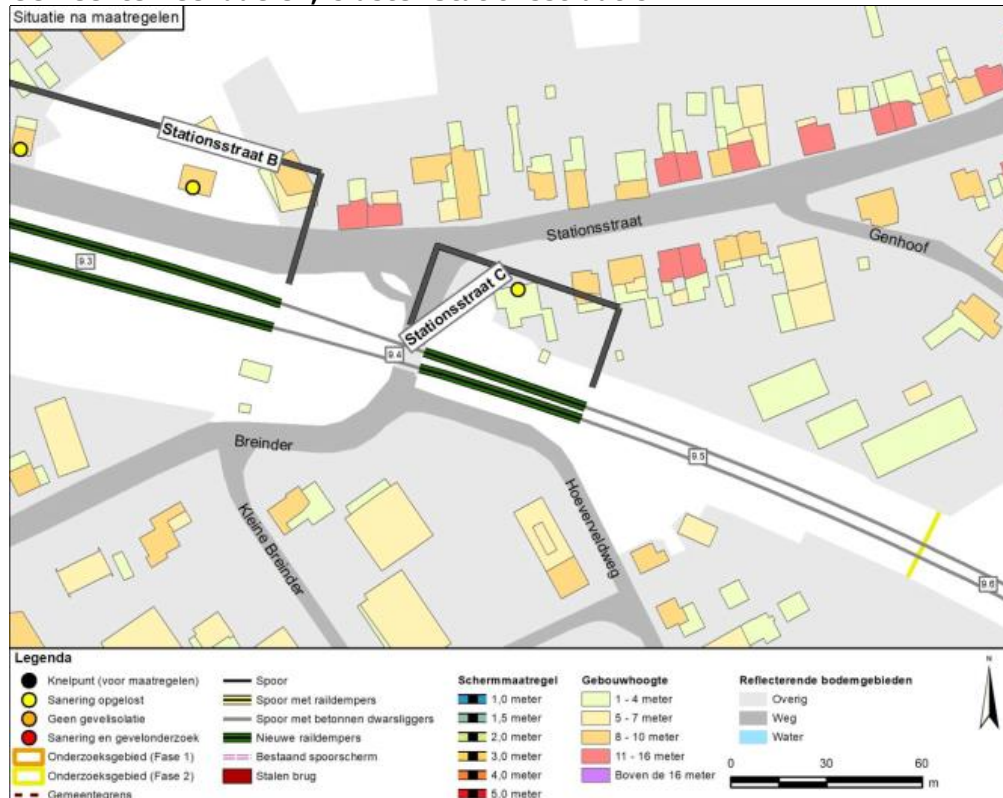 Situatie na maatregelen
Stationsstraat B
Stationsstraat
Genhoof
Stationsstraat C
9.3
9.4
9.5
9.6
Breinder
Kleine Breinder
Hoeverveldweg
Legenda
Knelpunt (voor maatregelen)
Sanering opgelost
Geen gevelisolatie
Sanering en gevelonderzoek
Onderzoeksgebied (Fase 1)
Onderzoeksgebied (Fase 2)
Gemeentegrens
Spoor
Spoor met raildempers
Spoor met betonnen dwarsliggers
Nieuwe raildempers
Bestaand spoorscherm
Stalen brug
Schermmaatregel
1,0 meter
1,5 meter
2,0 meter
3,0 meter
4,0 meter
5,0 meter
Gebouwhoogte
1 - 4 meter
5 - 7 meter
8 - 10 meter
11 - 16 meter
Boven de 16 meter
Reflecterende bodemgebieden
Overig
Weg
Water
N
0 30 60
m